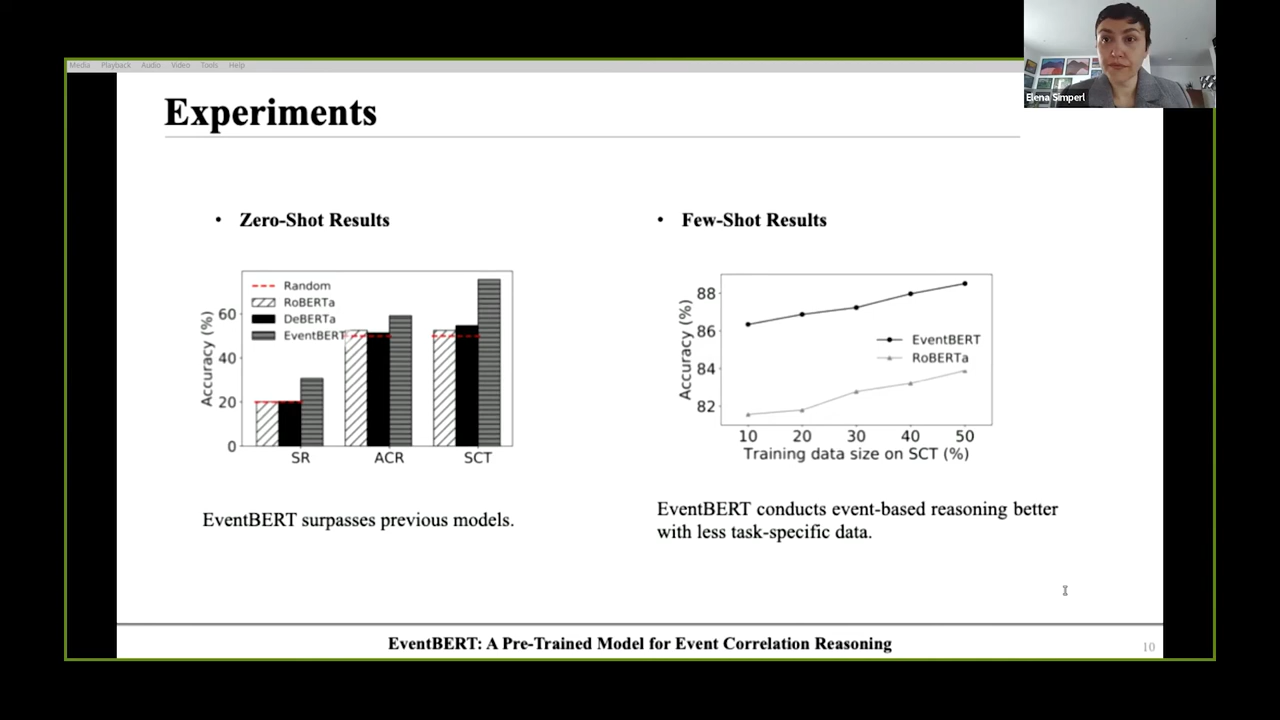 Media Playback Audio Video Tools Help
Elena Simperl
Experiments
• Zero-Shot Results
• Few-Shot Results
Accuracy (%)
60
40
20
0
Random
RoBERTa
DeBERTa
EventBERT
SR ACR SCT
Accuracy (%)
88
86
84
82
EventBERT
RoBERTa
10 20 30 40 50
Training data size on SCT (%)
EventBERT surpasses previous models.
EventBERT conducts event-based reasoning better
with less task-specific data.
EventBERT: A Pre-Trained Model for Event Correlation Reasoning
10